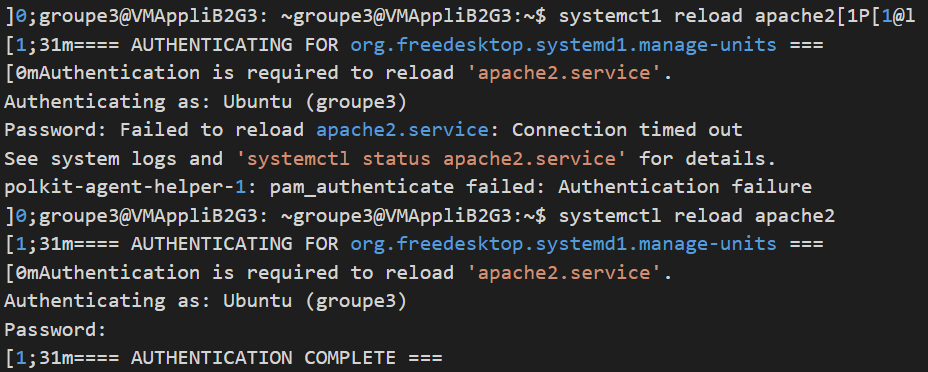 ]0;groupe3@VMAppliB2G3: ~groupe3@VMAppliB2G3:~$ systemct1 reload apache2[1P[1@l
[1;31m==== AUTHENTICATING FOR org.freedesktop.systemd1.manage-units ===
[0mAuthentication is required to reload 'apache2.service'.
Authenticating as: Ubuntu (groupe3)
Password: Failed to reload apache2.service: Connection timed out
See system logs and 'systemctl status apache2.service' for details.
polkit-agent-helper-1: pam_authenticate failed: Authentication failure
]0;groupe3@VMAppliB2G3: ~groupe3@VMAppliB2G3:~$ systemctl reload apache2
[1;31m==== AUTHENTICATING FOR org.freedesktop.systemd1.manage-units ===
[0mAuthentication is required to reload 'apache2.service'.
Authenticating as: Ubuntu (groupe3)
Password:
[1;31m==== AUTHENTICATION COMPLETE ===